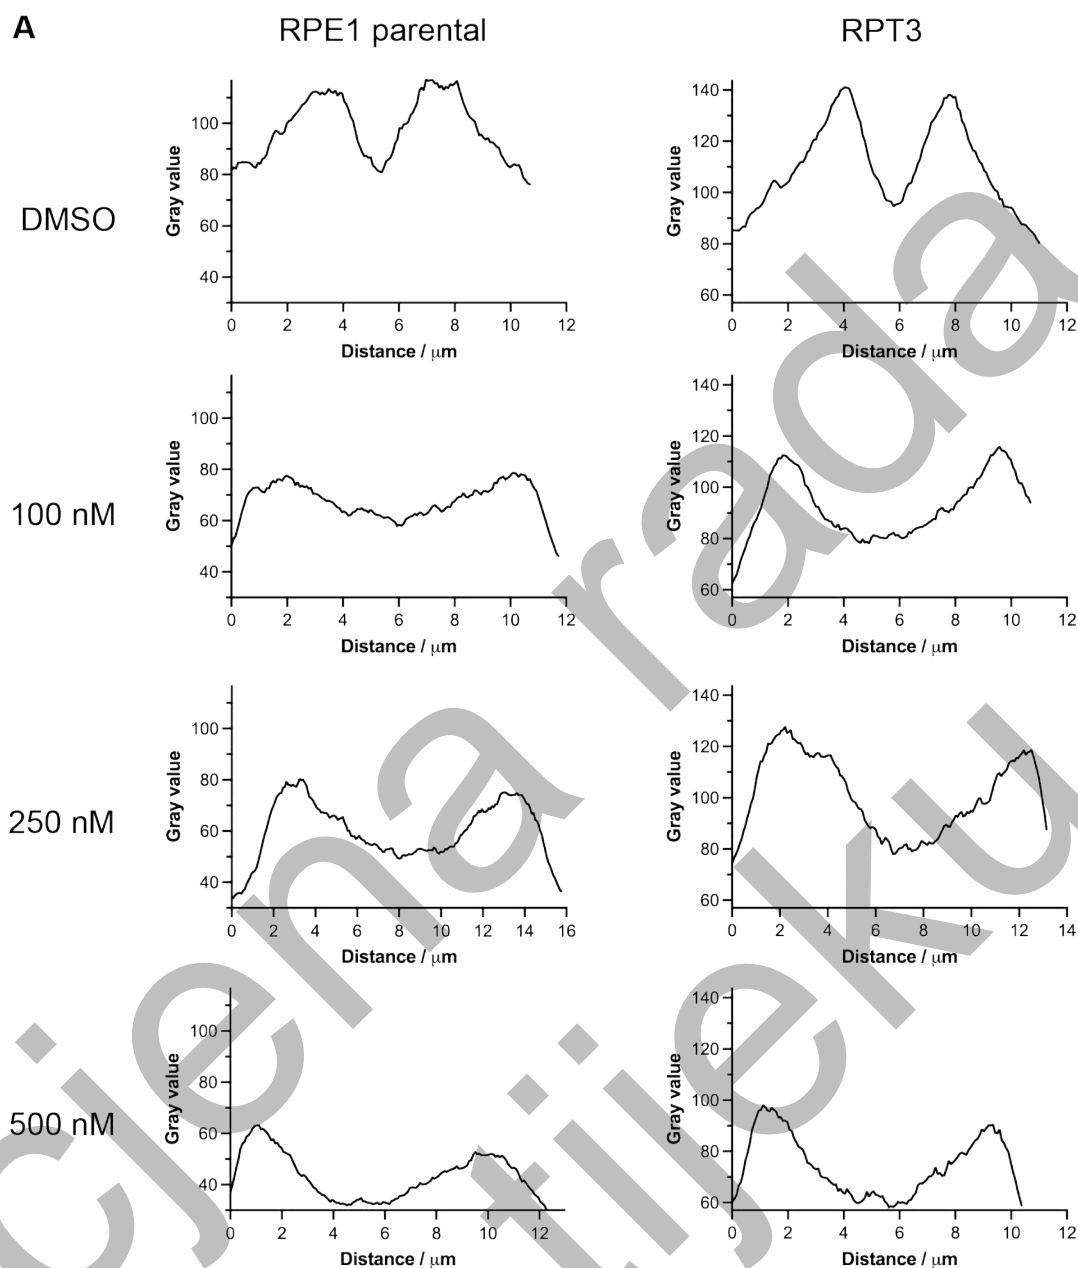 A
RPE1 parental
RPT3
DMSO
Gray value
100
80
60
40
0 2 4 6 8 10 12
Distance / μm
Gray value
140
120
100
80
60
0 2 4 6 8 10 12
Distance / μm
100 nM
Gray value
100
80
60
40
0 2 4 6 8 10 12
Distance / μm
Gray value
140
120
100
80
60
0 2 4 6 8 10 12
Distance / μm
250 nM
Gray value
100
80
60
40
0 2 4 6 8 10 12 14 16
Distance / μm
Gray value
140
120
100
80
60
0 2 4 6 8 10 12 14
Distance / μm
500 nM
Gray value
100
80
60
40
0 2 4 6 8 10 12
Distance / μm
Gray value
140
120
100
80
60
0 2 4 6 8 10 12
Distance / μm
cjena rada
tijeku